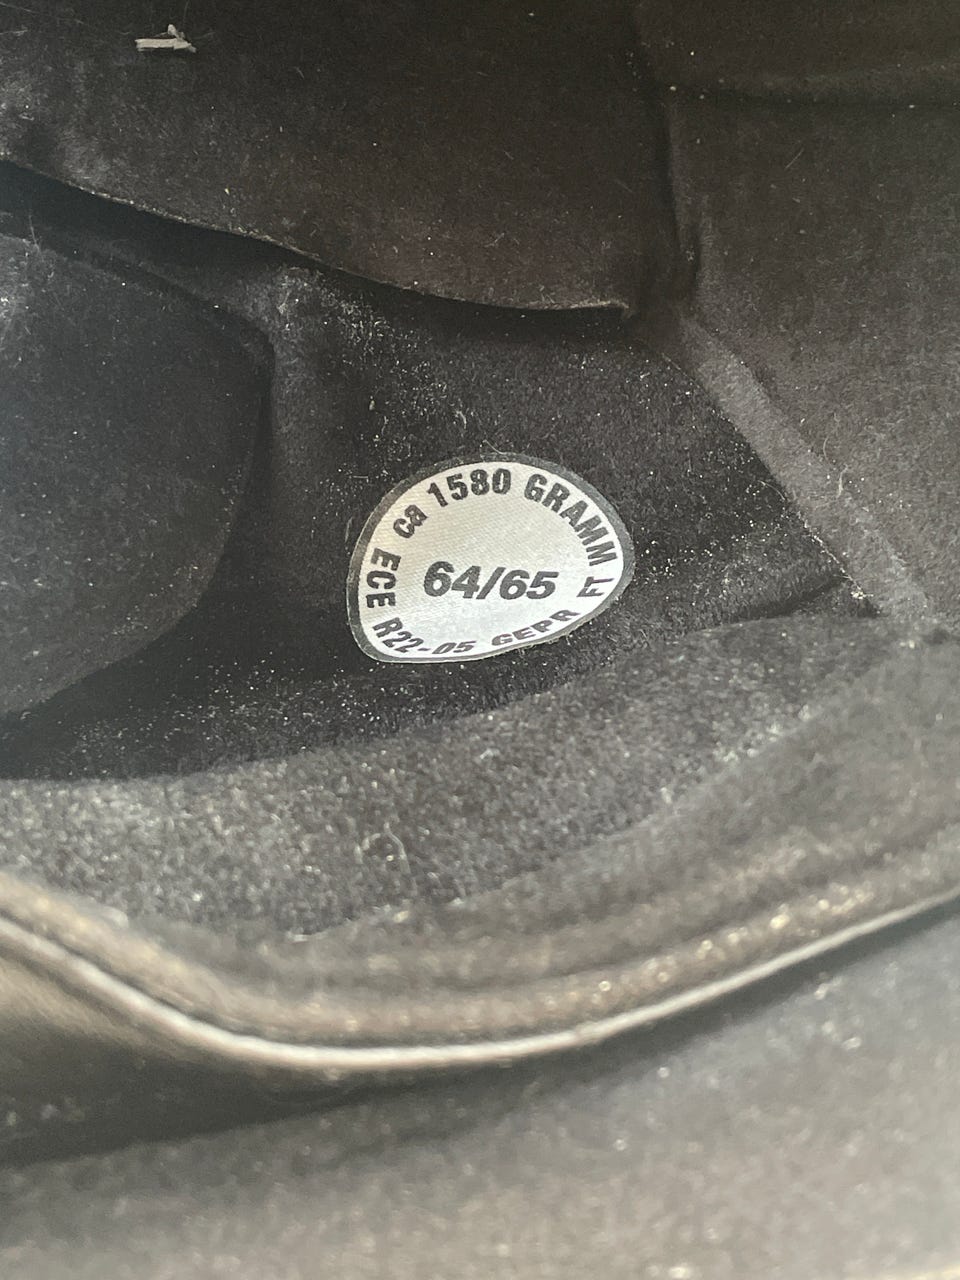 ca 1580 GRAMM
64/65
ECE R22-05 GEPR FT